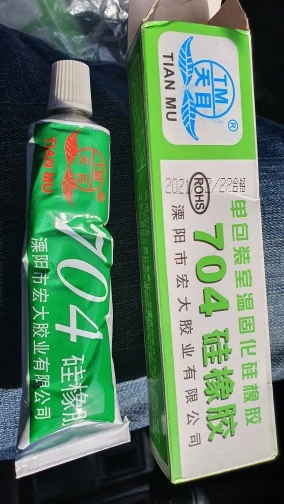 TM
天目
TIAN MU
704
硅橡胶
溧阳市宏大胶业有限公司
TM
天目
®
TIAN MU
ROHS
单包装室温固化硅橡胶
704 硅橡胶
溧阳市宏大胶业有限公司